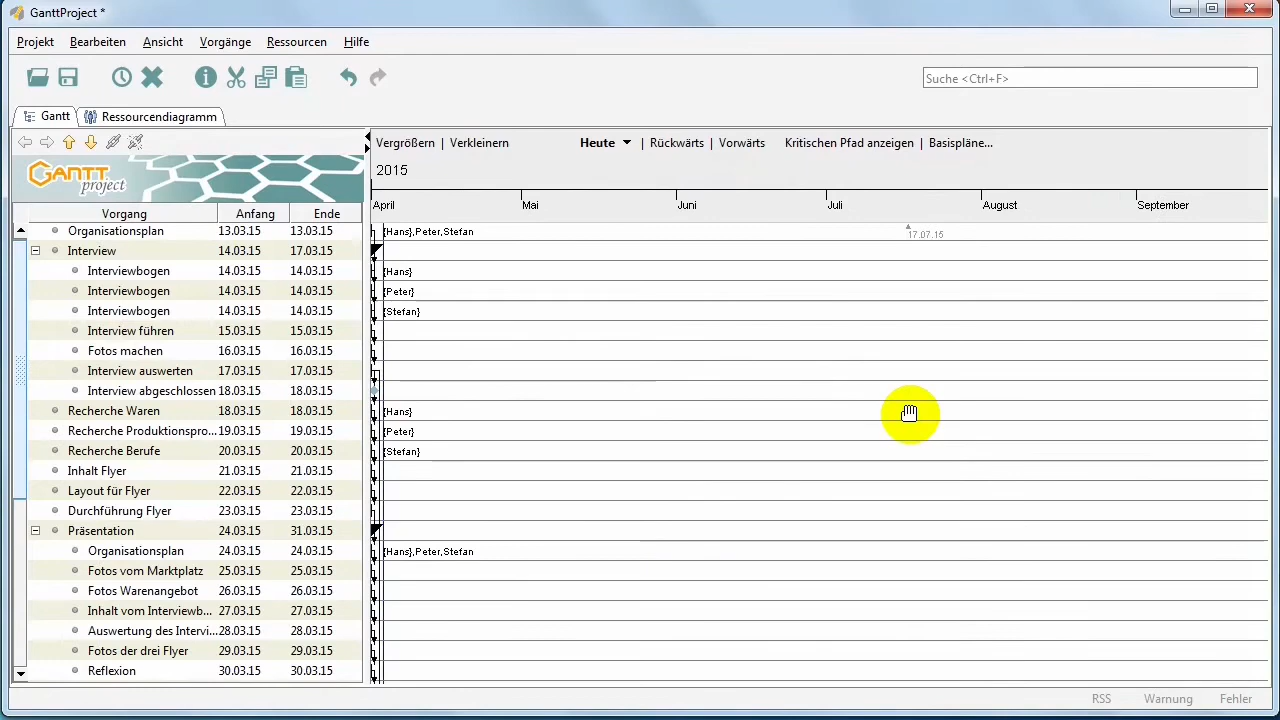 GanttProject *
Projekt Bearbeiten Ansicht Vorgänge Ressourcen Hilfe
Suche <Ctrl+F>
Gantt Ressourcendiagramm
Vergrößern | Verkleinern Heute | Rückwärts | Vorwärts Kritischen Pfad anzeigen | Basispläne...
GANTT project
2015
Vorgang Anfang Ende
April Mai Juni Juli August September
Organisationsplan 13.03.15 13.03.15 {Hans},Peter,Stefan 17.07.15
Interview 14.03.15 17.03.15
Interviewbogen 14.03.15 14.03.15 {Hans}
Interviewbogen 14.03.15 14.03.15 {Peter}
Interviewbogen 14.03.15 14.03.15 {Stefan}
Interview führen 15.03.15 15.03.15
Fotos machen 16.03.15 16.03.15
Interview auswerten 17.03.15 17.03.15
Interview abgeschlossen 18.03.15 18.03.15
Recherche Waren 18.03.15 18.03.15 {Hans}
Recherche Produktionspro... 19.03.15 19.03.15 {Peter}
Recherche Berufe 20.03.15 20.03.15 {Stefan}
Inhalt Flyer 21.03.15 21.03.15
Layout für Flyer 22.03.15 22.03.15
Durchführung Flyer 23.03.15 23.03.15
Präsentation 24.03.15 31.03.15
Organisationsplan 24.03.15 24.03.15 {Hans},Peter,Stefan
Fotos vom Marktplatz 25.03.15 25.03.15
Fotos Warenangebot 26.03.15 26.03.15
Inhalt vom Interviewb... 27.03.15 27.03.15
Auswertung des Intervi... 28.03.15 28.03.15
Fotos der drei Flyer 29.03.15 29.03.15
Reflexion 30.03.15 30.03.15
RSS Warnung Fehler